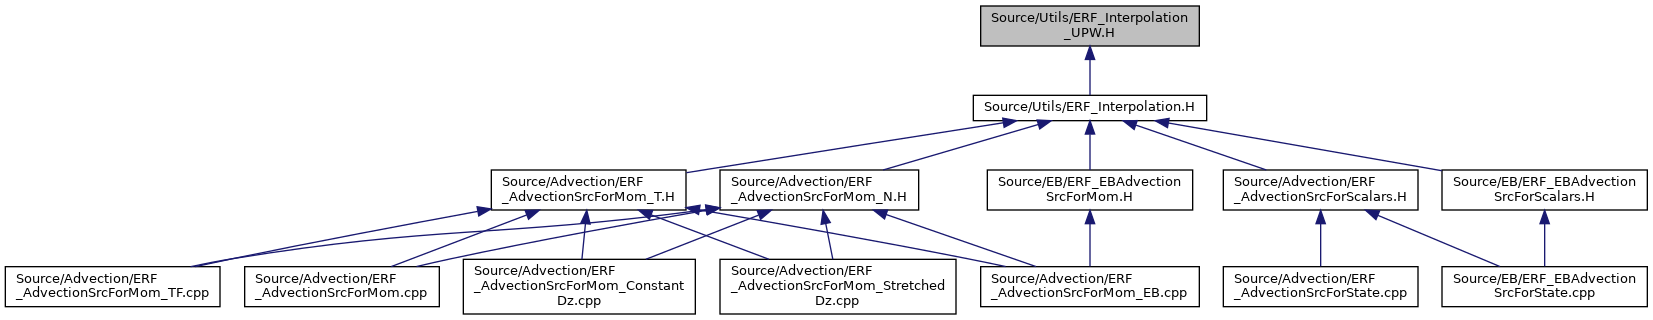 Source/Utils/ERF_Interpolation
_UPW.H
Source/Utils/ERF_Interpolation.H
Source/Advection/ERF
_AdvectionSrcForMom_T.H
Source/Advection/ERF
_AdvectionSrcForMom_N.H
Source/EB/ERF_EBAdvection
SrcForMom.H
Source/Advection/ERF
_AdvectionSrcForScalars.H
Source/EB/ERF_EBAdvection
SrcForScalars.H
Source/Advection/ERF
_AdvectionSrcForMom_TF.cpp
Source/Advection/ERF
_AdvectionSrcForMom.cpp
Source/Advection/ERF
_AdvectionSrcForMom_Constant
Dz.cpp
Source/Advection/ERF
_AdvectionSrcForMom_Stretched
Dz.cpp
Source/Advection/ERF
_AdvectionSrcForMom_EB.cpp
Source/Advection/ERF
_AdvectionSrcForState.cpp
Source/EB/ERF_EBAdvection
SrcForState.cpp